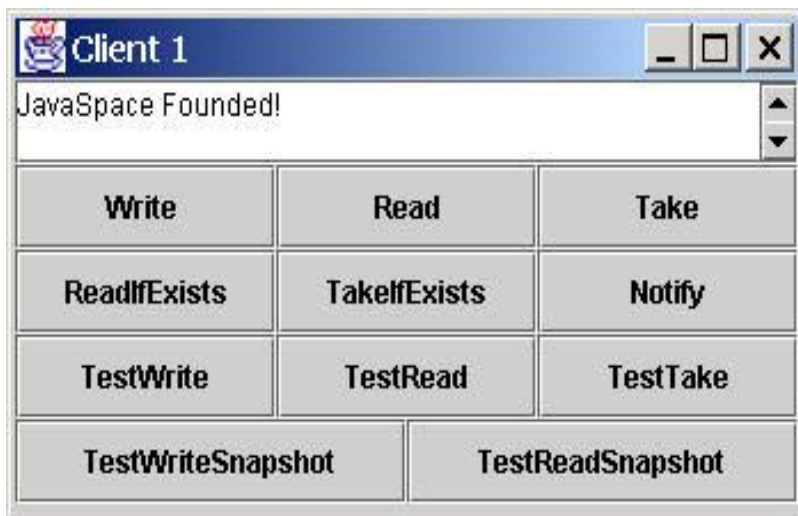 Client 1
JavaSpace Founded!
Write Read Take
ReadIfExists TakeIfExists Notify
TestWrite TestRead TestTake
TestWriteSnapshot TestReadSnapshot